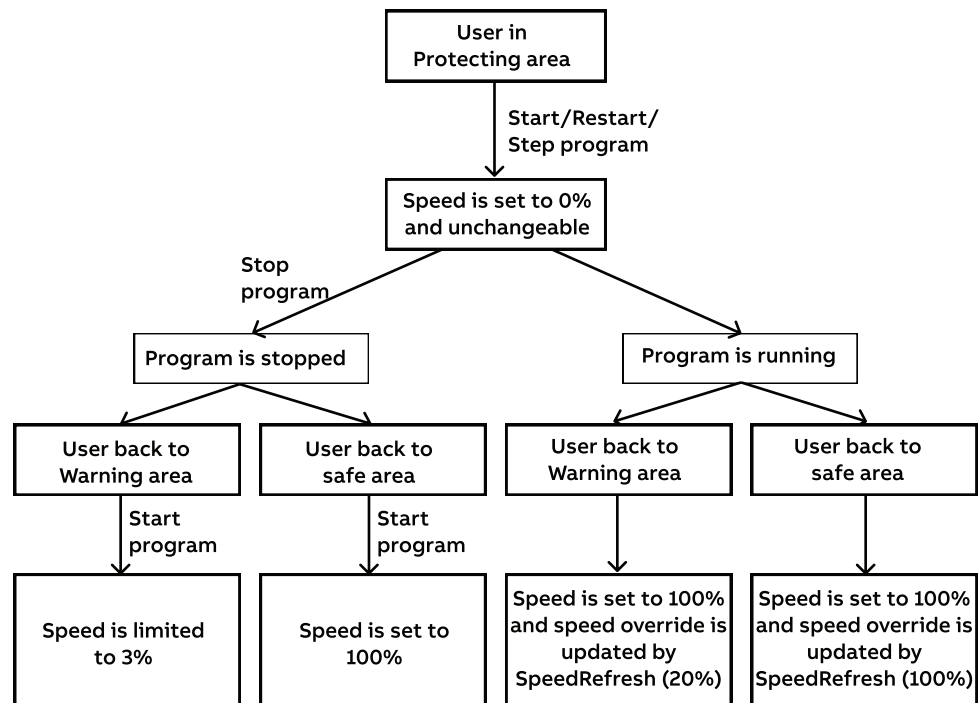 User in
Protecting area
Start/Restart/
Step program
Speed is set to 0%
and unchangeable
Stop
program
Program is stopped
Program is running
User back to
Warning area
User back to
safe area
User back to
Warning area
User back to
safe area
Start
program
Start
program
Speed is limited
to 3%
Speed is set to
100%
Speed is set to 100%
and speed override is
updated by
SpeedRefresh (20%)
Speed is set to 100%
and speed override is
updated by
SpeedRefresh (100%)